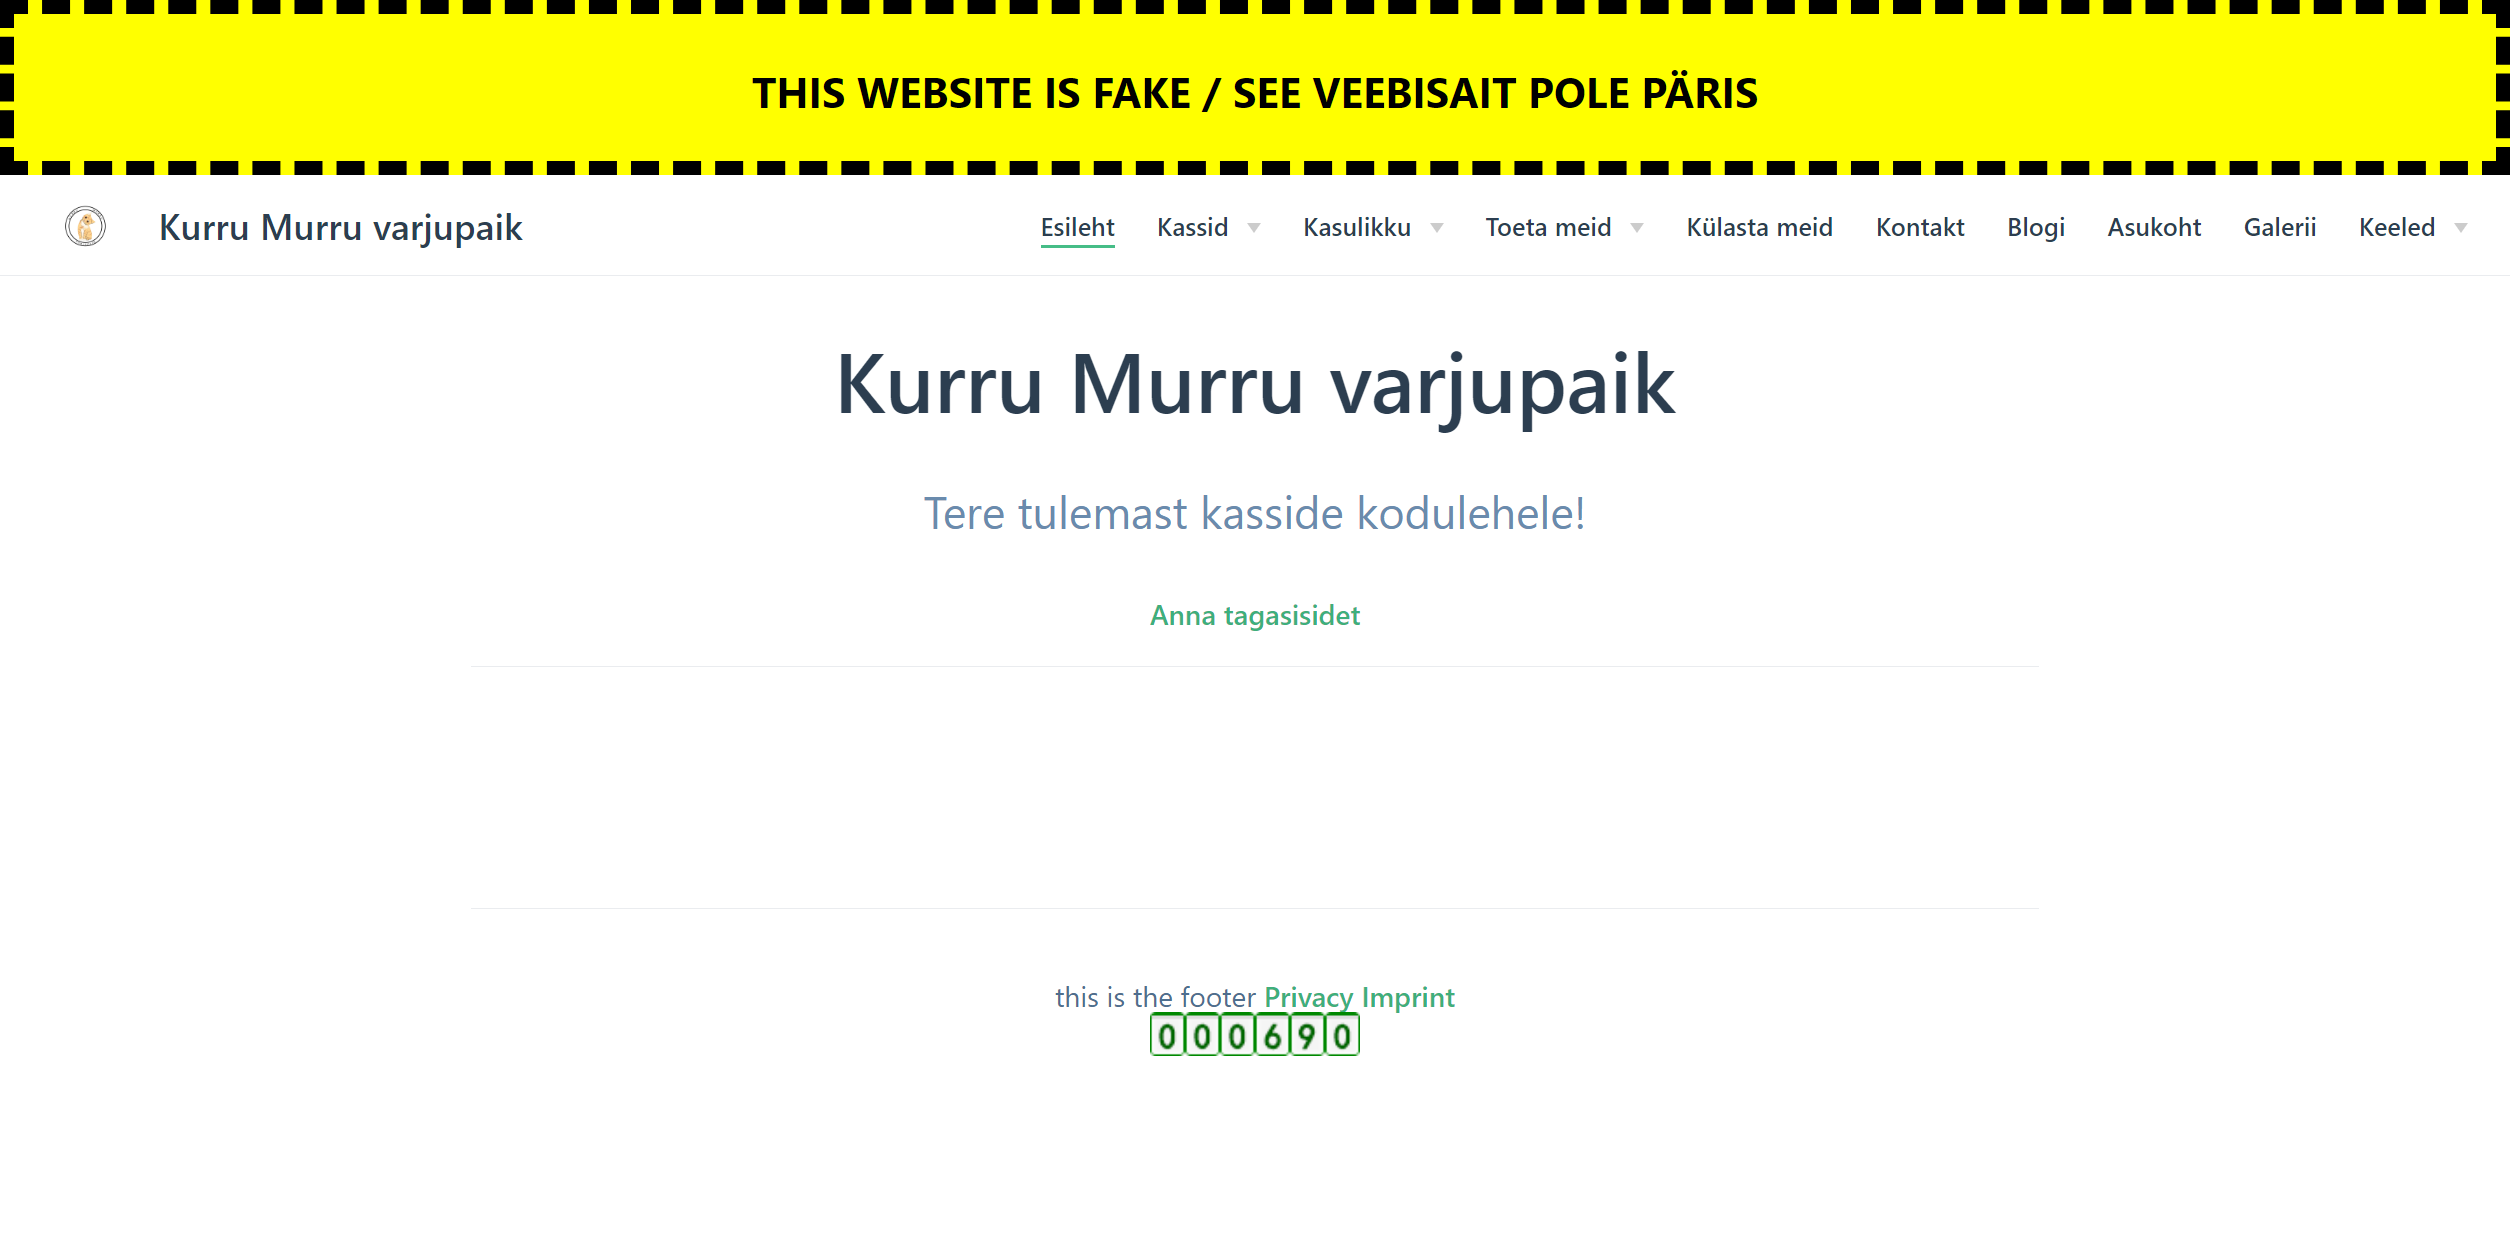 THIS WEBSITE IS FAKE / SEE VEEBISAIT POLE PÄRIS
Kurru Murru varjupaik
Esileht Kassid Kasulikku Toeta meid Külasta meid Kontakt Blogi Asukoht Galerii Keeled
Kurru Murru varjupaik
Tere tulemast kasside kodulehele!
Anna tagasisidet
this is the footer Privacy Imprint
000690